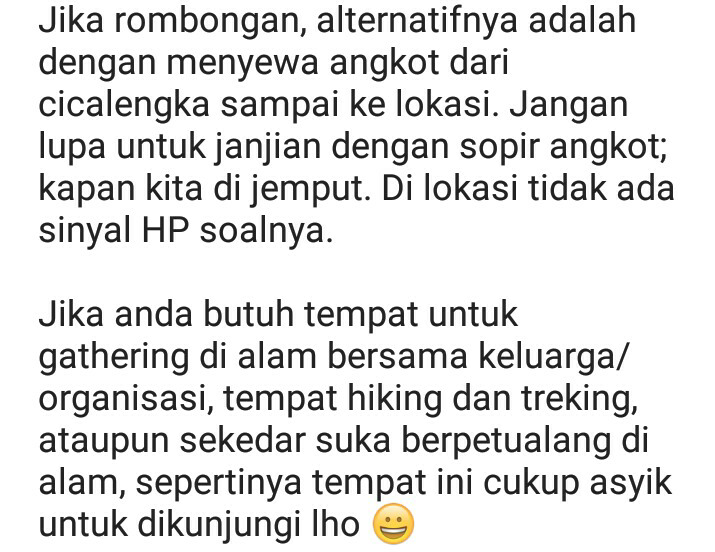 Jika rombongan, alternatifnya adalah
dengan menyewa angkot dari
cicalengka sampai ke lokasi. Jangan
lupa untuk janjian dengan sopir angkot;
kapan kita di jemput. Di lokasi tidak ada
sinyal HP soalnya.

Jika anda butuh tempat untuk
gathering di alam bersama keluarga/
organisasi, tempat hiking dan treking,
ataupun sekedar suka berpetualang di
alam, sepertinya tempat ini cukup asyik
untuk dikunjungi lho 😀